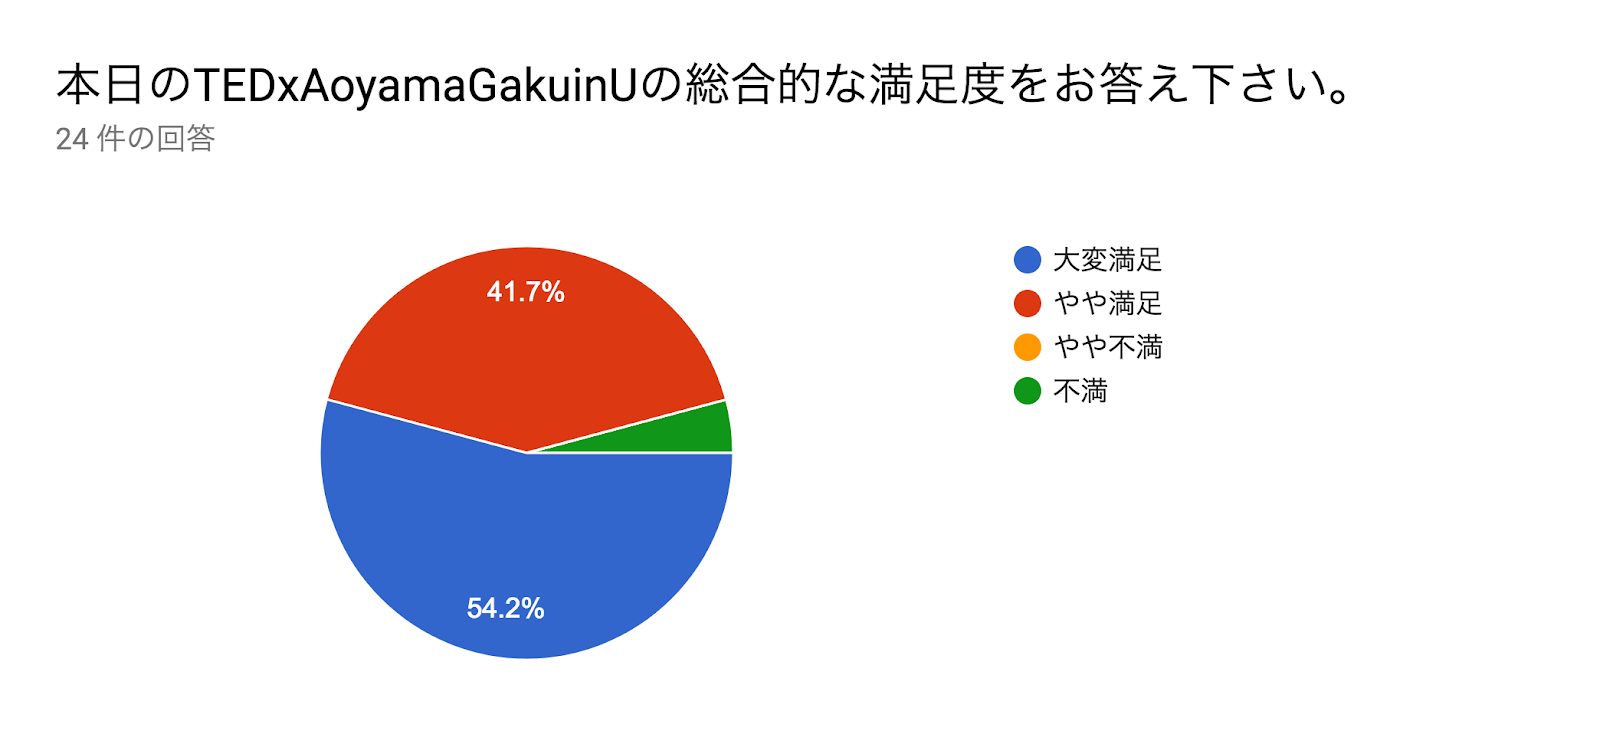 本日のTEDxAoyamaGakuinUの総合的な満足度をお答え下さい。
24 件の回答
41.7%
54.2%
大変満足
やや満足
やや不満
不満